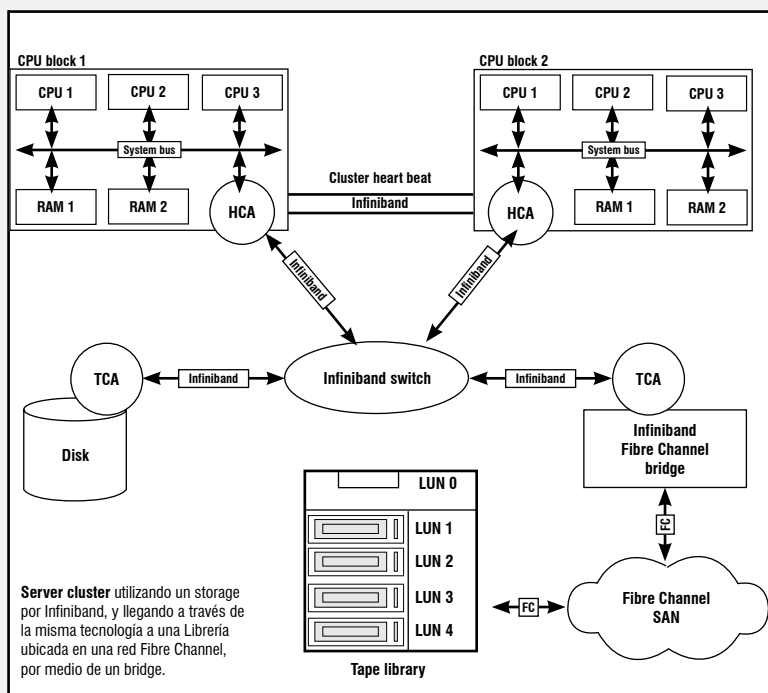 CPU block 1
CPU 1
CPU 2
CPU 3
System bus
RAM 1
RAM 2
HCA
CPU block 2
CPU 1
CPU 2
CPU 3
System bus
HCA
RAM 1
RAM 2
Cluster heart beat
Infiniband
Infiniband
Infiniband
TCA
Infiniband
Infiniband switch
Infiniband
TCA
Disk
Infiniband
Fibre Channel
bridge
FC
LUN 0
LUN 1
LUN 2
LUN 3
LUN 4
Tape library
FC
Fibre Channel
SAN
Server cluster utilizando un storage
por Infiniband, y llegando a través de
la misma tecnología a una Librería
ubicada en una red Fibre Channel,
por medio de un bridge.